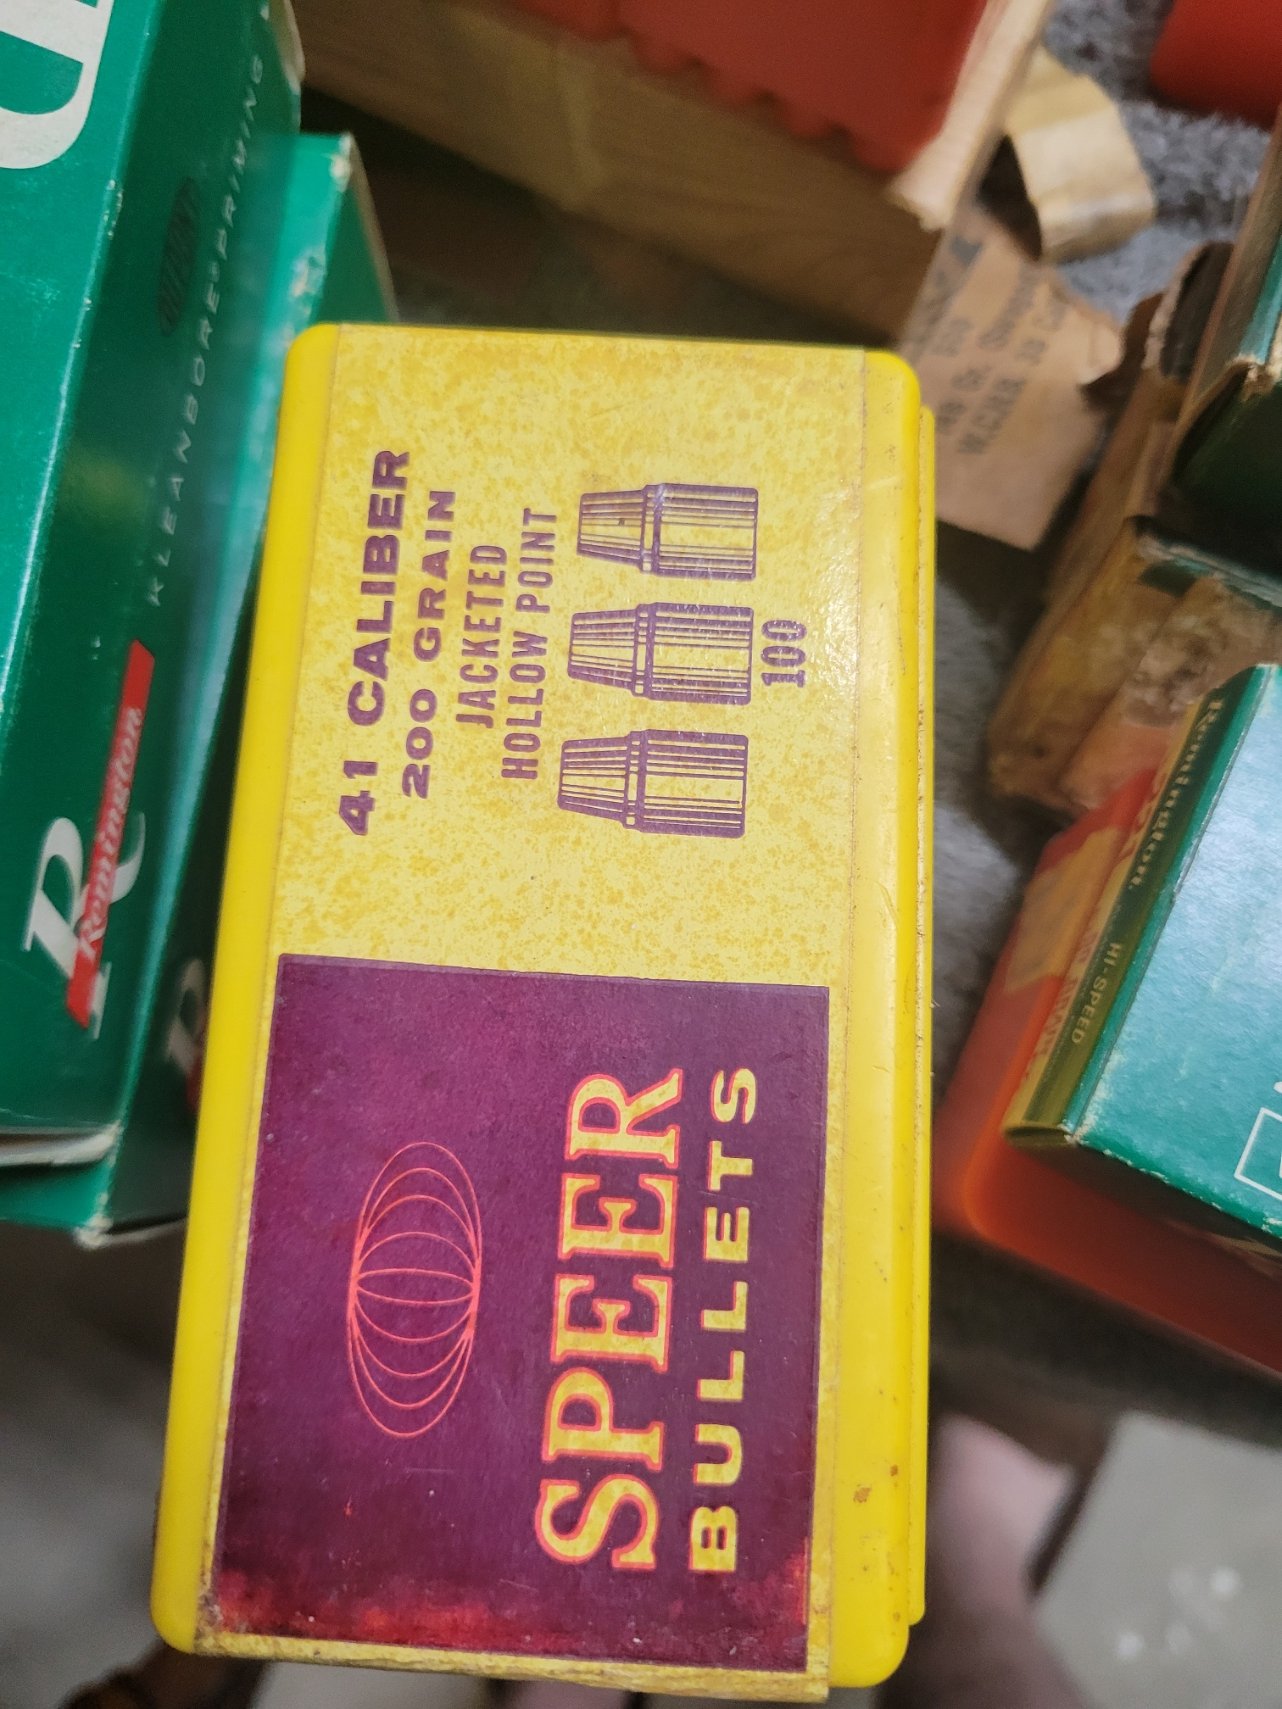 41 CALIBER
200 GRAIN
JACKETED
HOLLOW POINT
100
SPEER
BULLETS
KLEANBORE PRIMING
R
Remington
Remington
HI-SPEED
W.C.F.